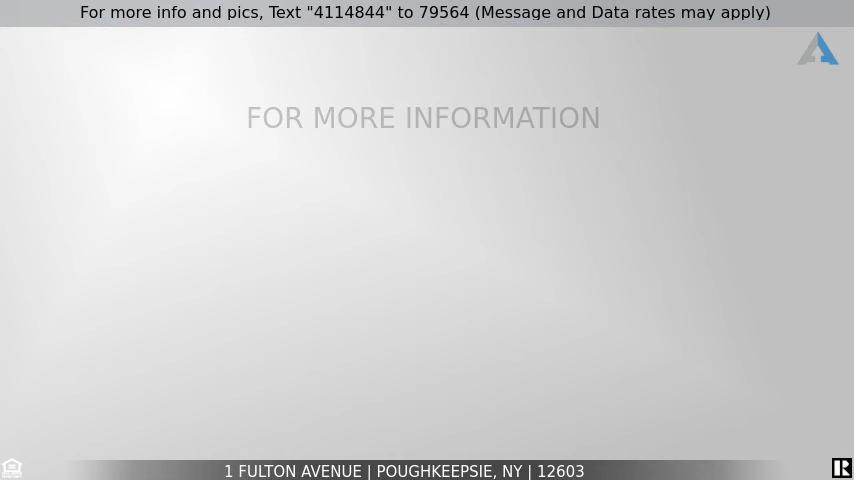 For more info and pics, Text "4114844" to 79564 (Message and Data rates may apply)
FOR MORE INFORMATION
1 FULTON AVENUE | POUGHKEEPSIE, NY | 12603